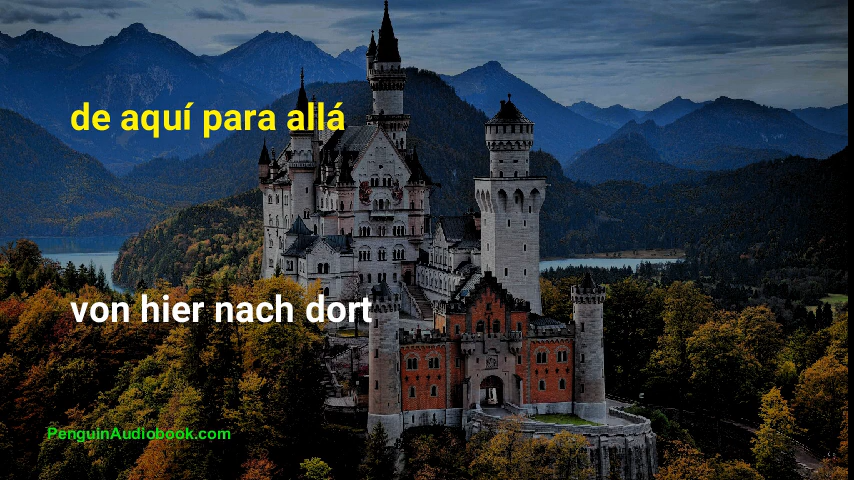 de aquí para allá
von hier nach dort
PenguinAudiobook.com